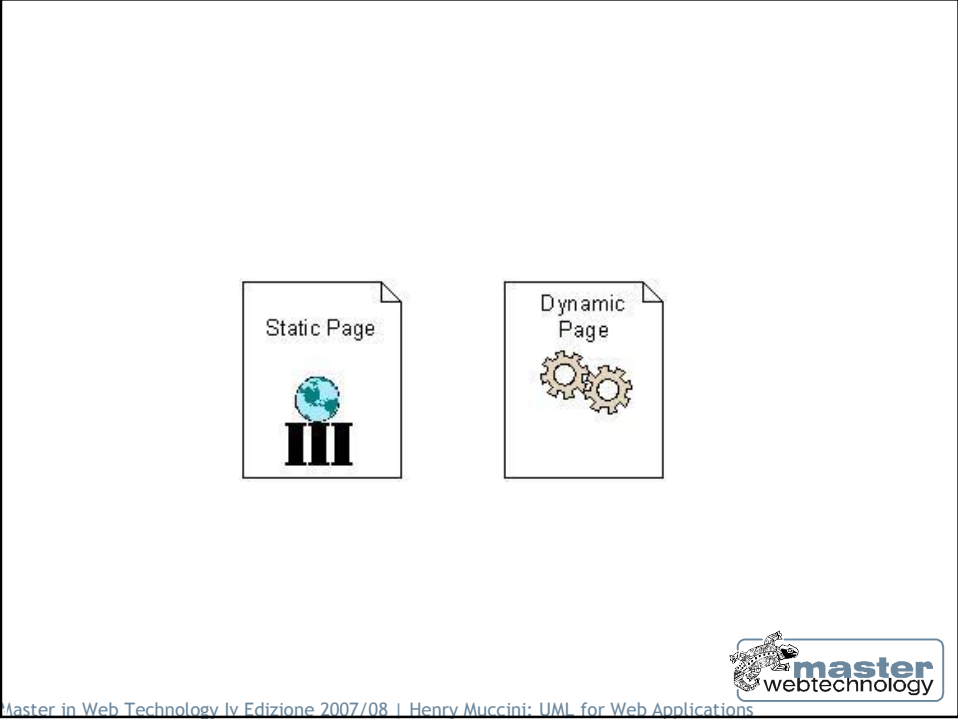 Static Page
Dynamic
Page
master
webtechnology
Master in Web Technology Iv Edizione 2007/08 | Henry Muccini: UML for Web Applications